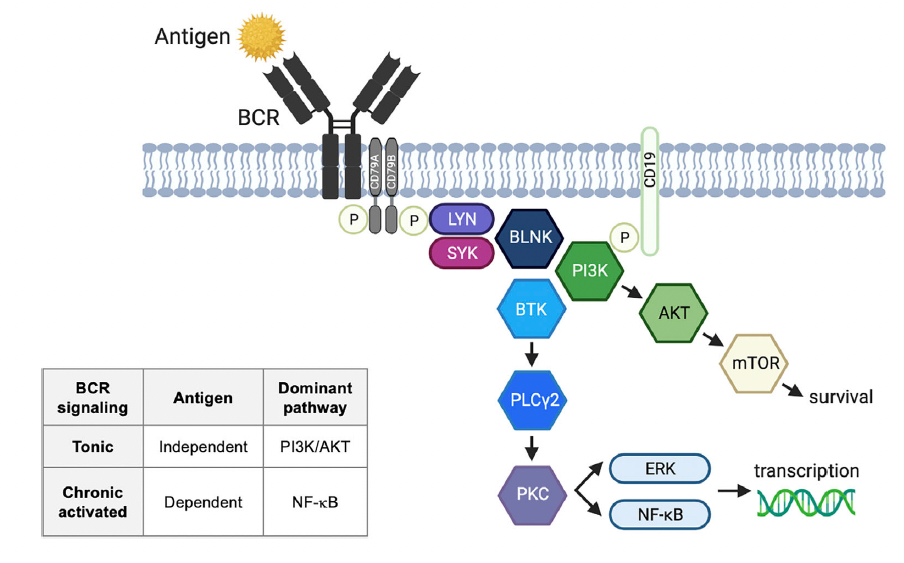 Antigen
BCR
CD79A
CD79B
CD19
P
P
LYN
SYK
BLNK
P
PI3K
BTK
AKT
mTOR
survival
PLCγ2
PKC
ERK
NF-κB
transcription
BCR signaling
Antigen
Dominant pathway
Tonic
Independent
PI3K/AKT
Chronic activated
Dependent
NF-κB